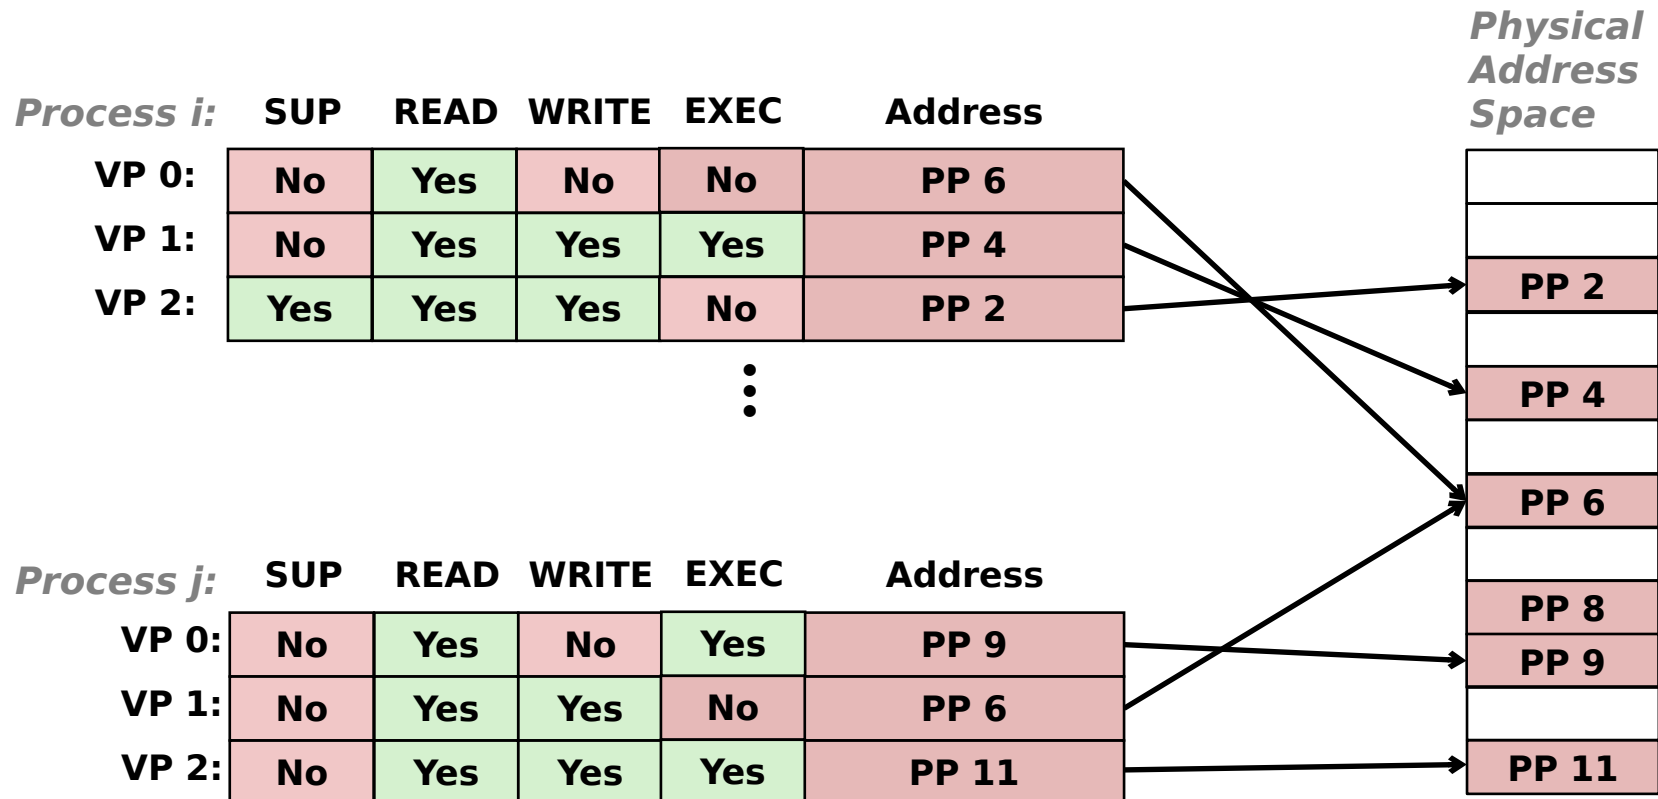 Physical
Address
Space
Process i: SUP READ WRITE EXEC Address
VP 0: No Yes No No PP 6
VP 1: No Yes Yes Yes PP 4
VP 2: Yes Yes Yes No PP 2
PP 2
PP 4
PP 6
PP 8
PP 9
PP 11
Process j: SUP READ WRITE EXEC Address
VP 0: No Yes No Yes PP 9
VP 1: No Yes Yes No PP 6
VP 2: No Yes Yes Yes PP 11